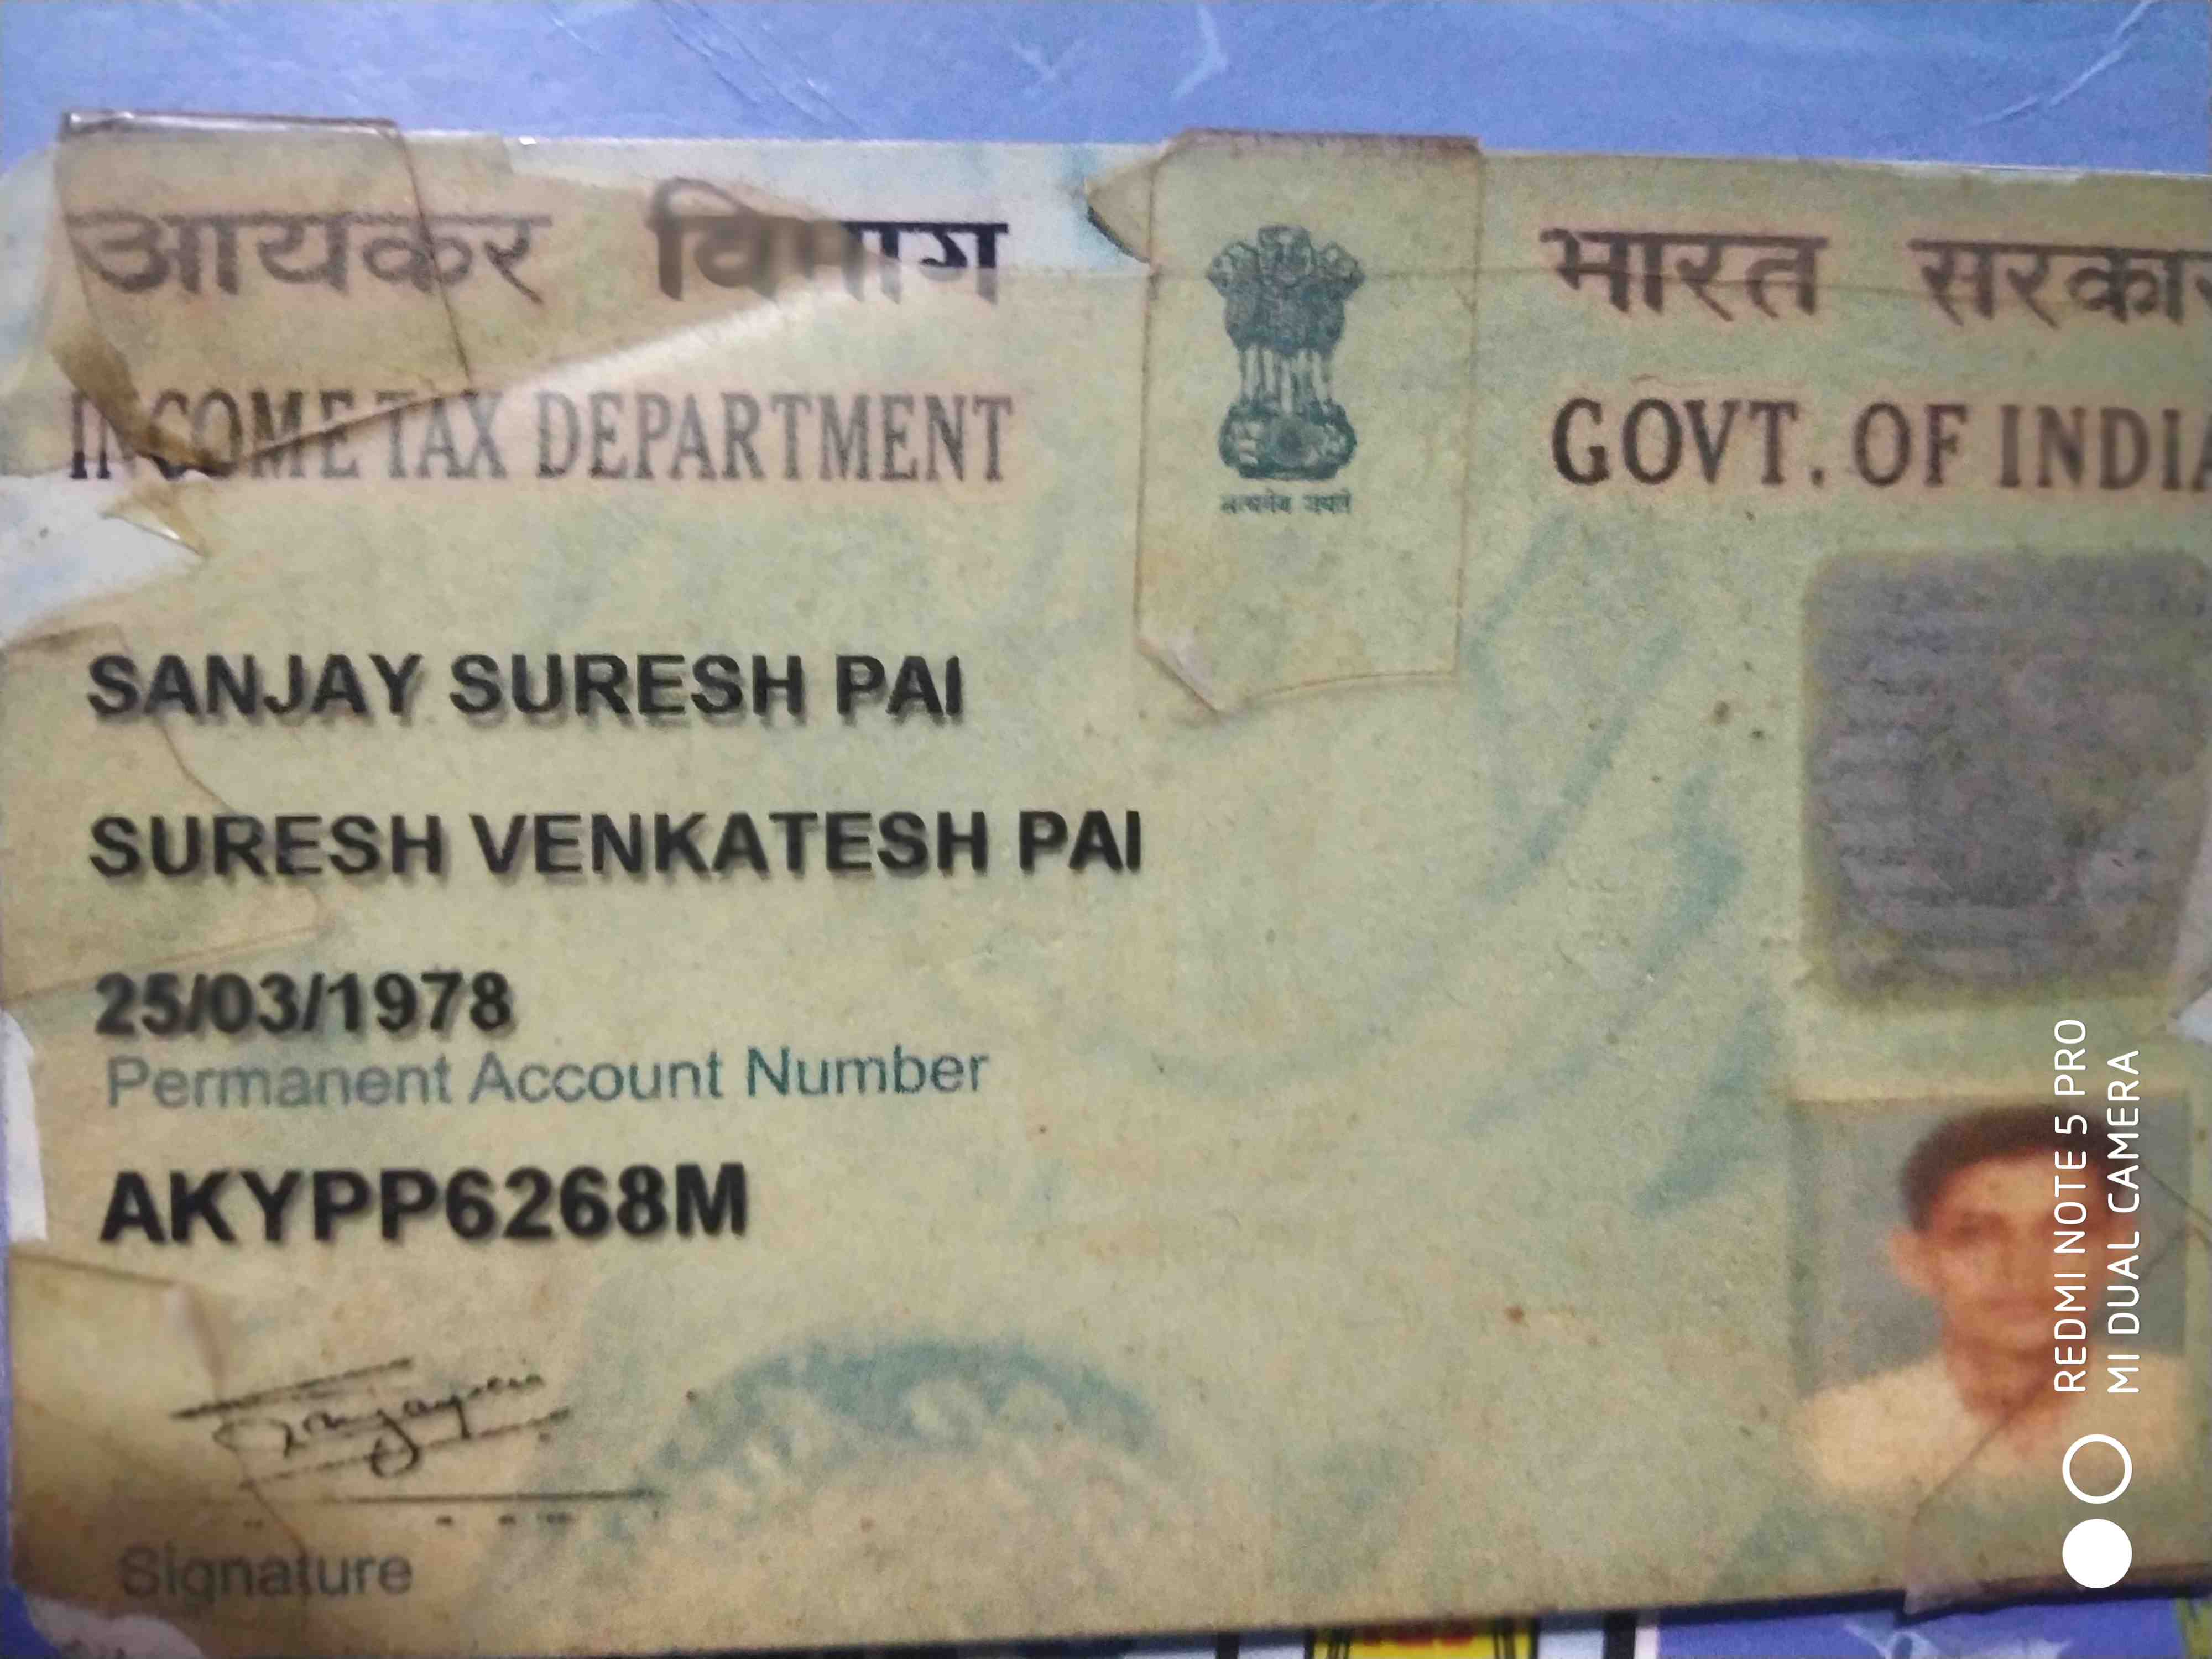 आयकर विभाग
INCOME TAX DEPARTMENT
भारत सरकार
GOVT. OF INDIA
सत्यमेव जयते
SANJAY SURESH PAI
SURESH VENKATESH PAI
25/03/1978
Permanent Account Number
AKYPP6268M
Signature
REDMI NOTE 5 PRO
MI DUAL CAMERA